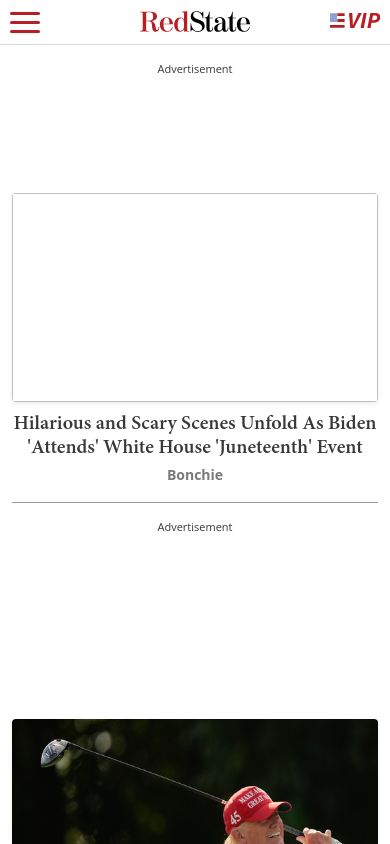 RedState
VIP
Advertisement
Hilarious and Scary Scenes Unfold As Biden
'Attends' White House 'Juneteenth' Event
Bonchie
Advertisement
45
MAKE AM
GREAT A